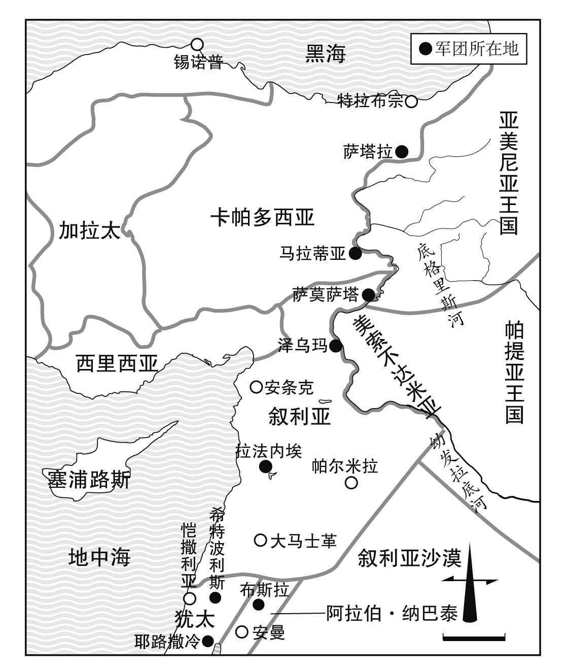 黑海
军团所在地
锡诺普
特拉布宗
萨塔拉
亚美尼亚王国
加拉太
卡帕多西亚
马拉蒂亚
底格里斯河
萨莫萨塔
美索不达米亚
帕提亚王国
泽乌玛
西里西亚
安条克
叙利亚
拉法内埃
帕尔米拉
幼发拉底河
塞浦路斯
希特波利斯
恺撒利亚
大马士革
地中海
叙利亚沙漠
布斯拉
犹太
阿拉伯·纳巴泰
耶路撒冷
安曼